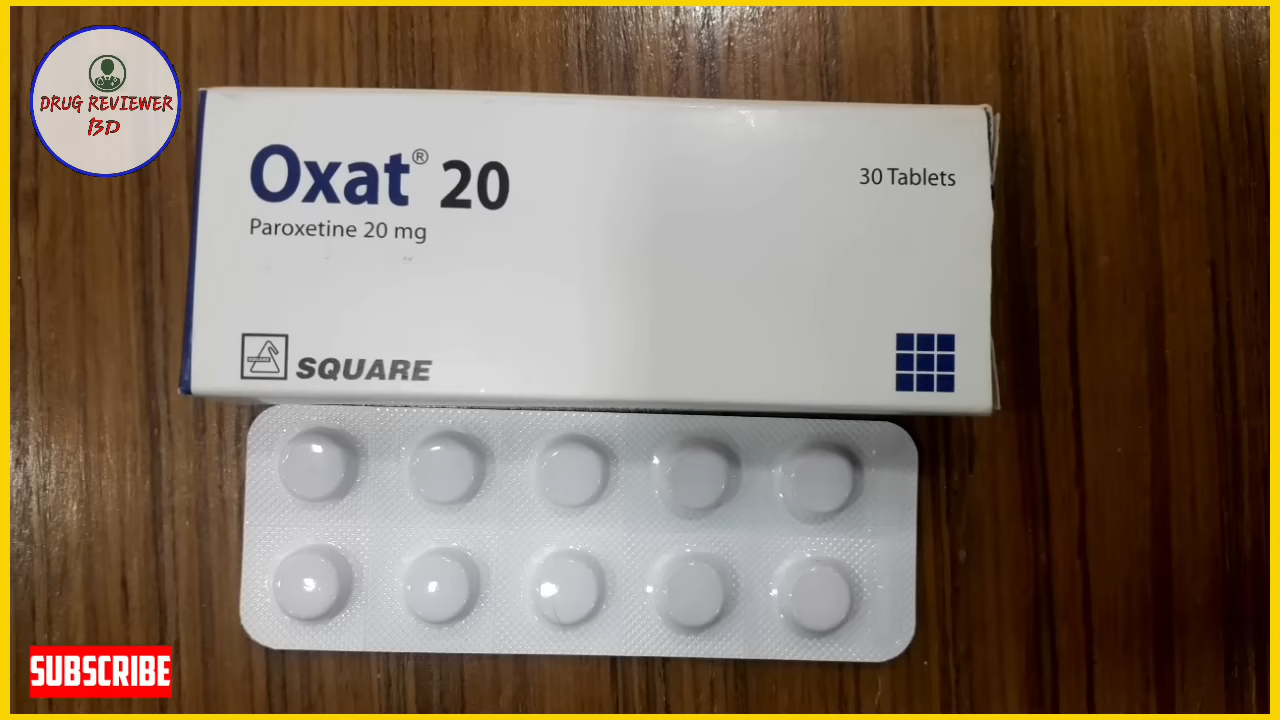 DRUG REVIEWER
BD
Oxat® 20
30 Tablets
Paroxetine 20 mg
SQUARE
SUBSCRIBE